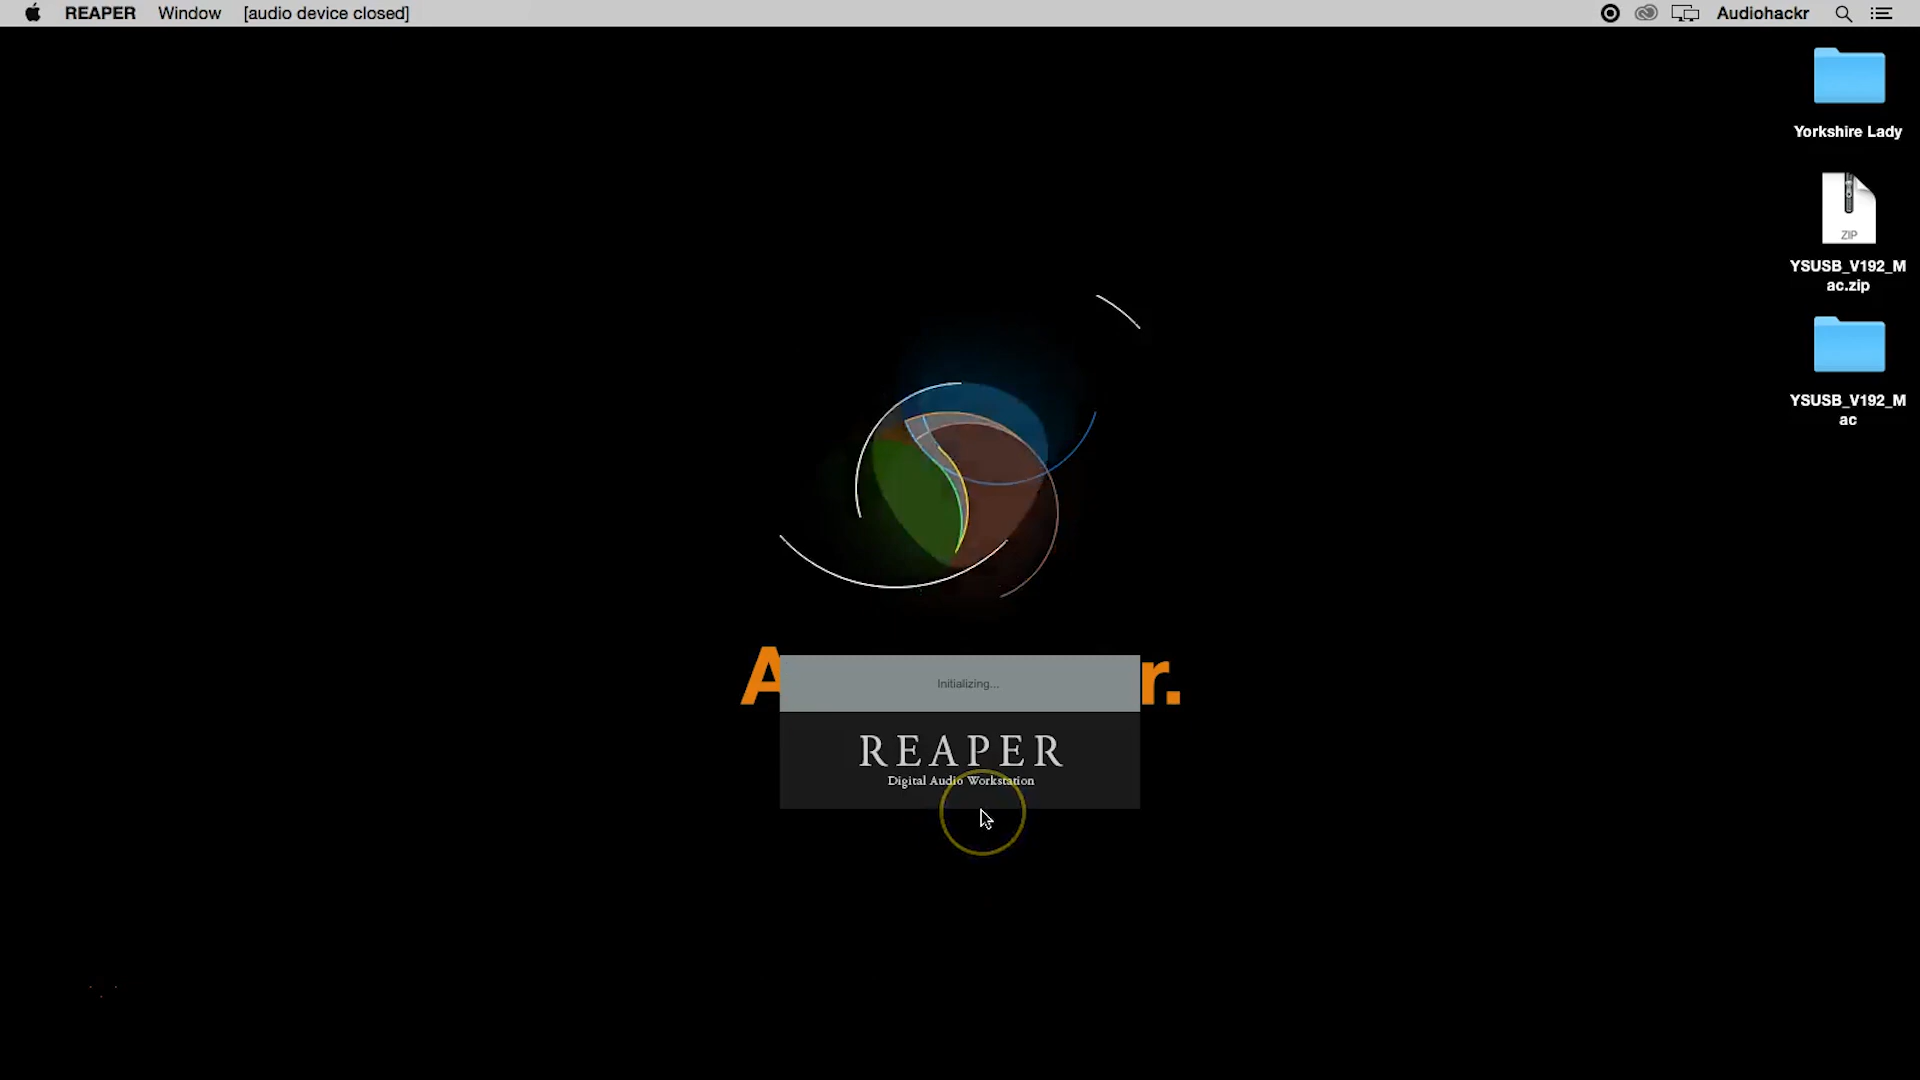 REAPER Window [audio device closed] Audiohackr
Yorkshire Lady
ZIP
YSUSB_V192_M
ac.zip
YSUSB_V192_M
ac
A r.
Initializing...
REAPER
Digital Audio Workstation